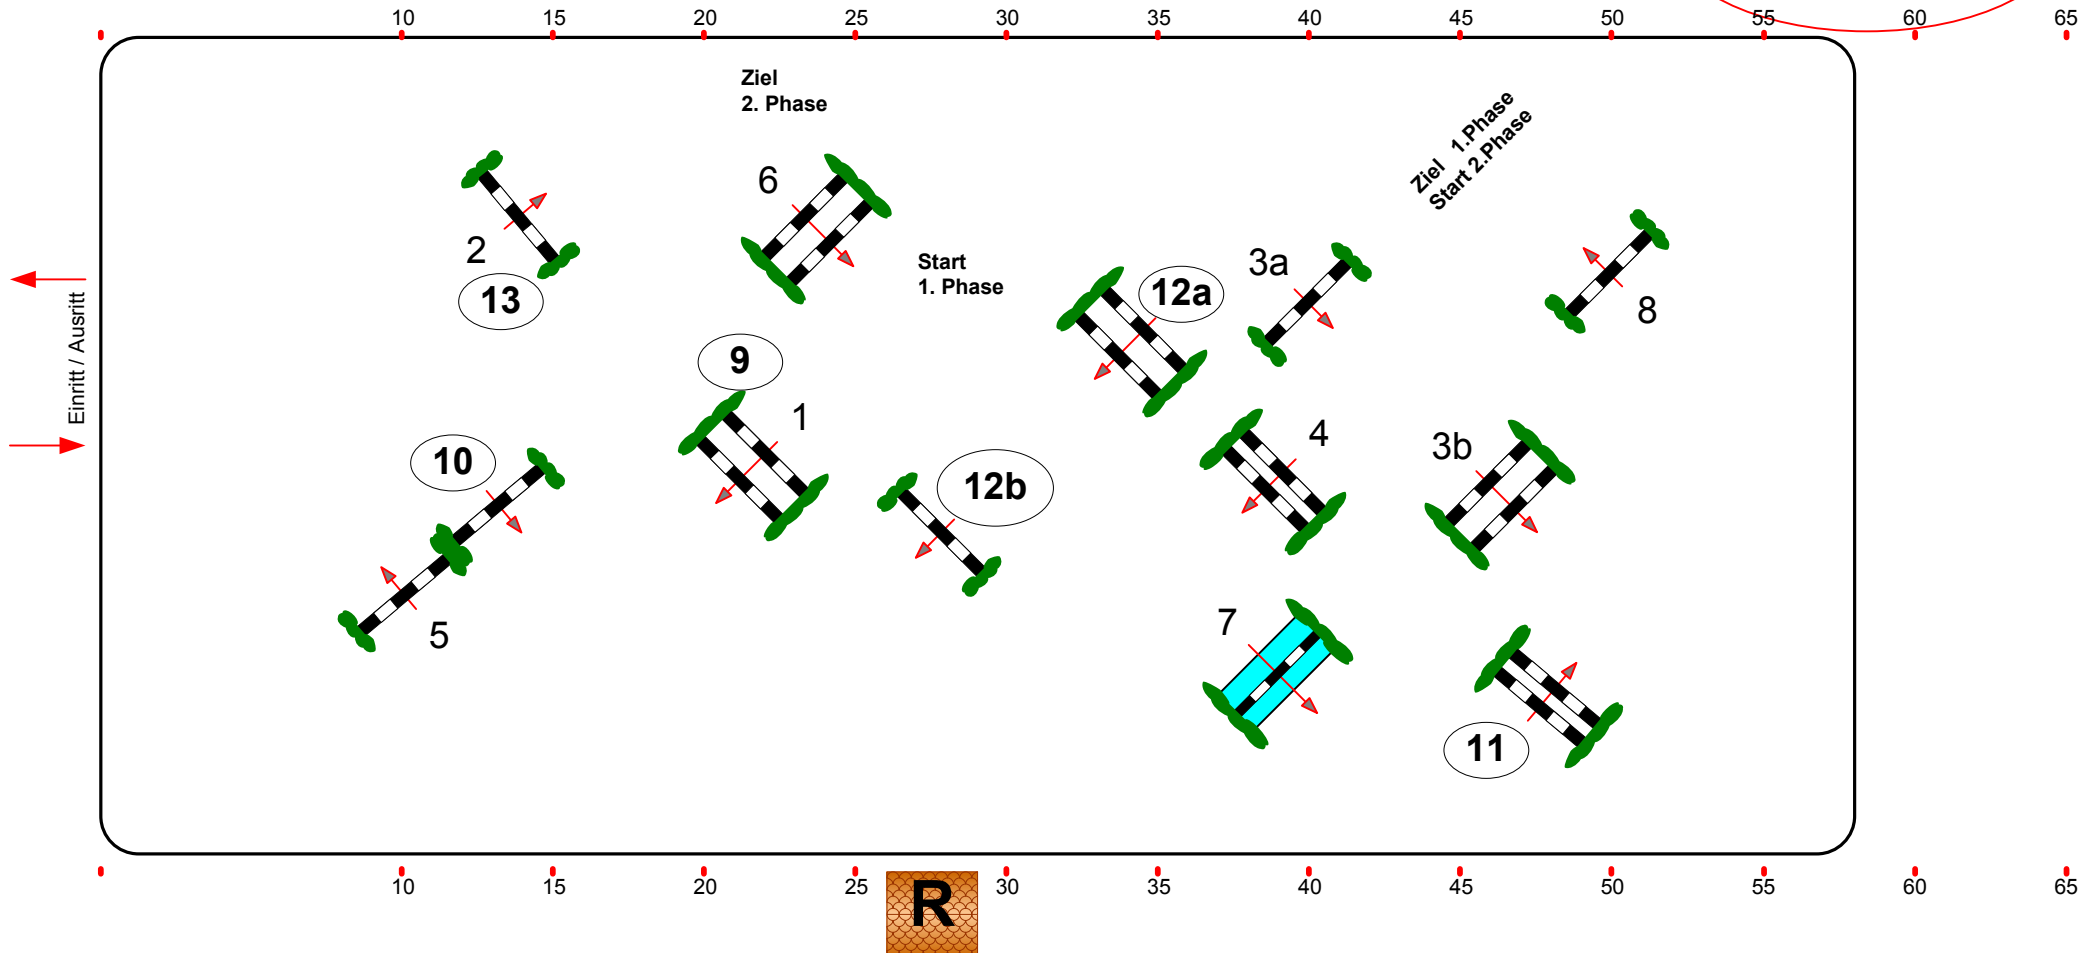 10 15 20 25 30 35 40 45 50 55 60 65
Ziel
2. Phase
Ziel 1.Phase
Start 2.Phase
6
2
13
Start
1. Phase
12a
3a
8
Einritt / Ausritt
9
1
4
3b
10
12b
5
7
11
10 15 20 25 30 35 40 45 50 55 60 65
R